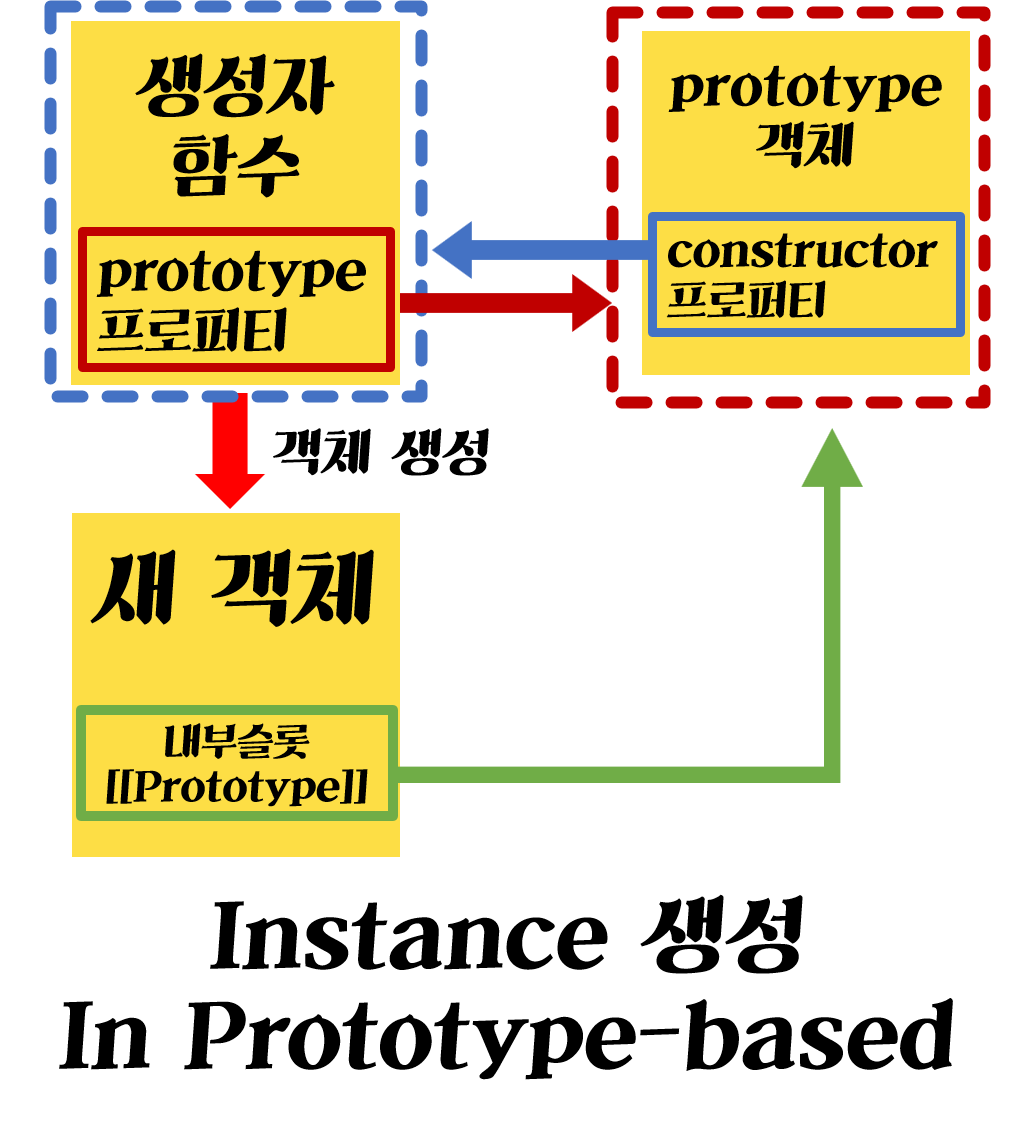 생성자
함수
prototype
프로퍼티
prototype
객체
constructor
프로퍼티
객체 생성
새 객체
내부슬롯
[[Prototype]]
Instance 생성
In Prototype-based